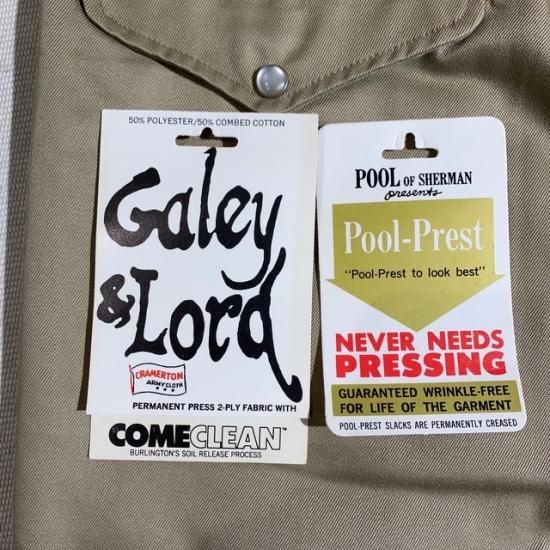 50% POLYESTER/50% COMBED COTTON
Galey
& Lord
CRAMERTON
ARMY CLOTH
PERMANENT PRESS 2-PLY FABRIC WITH
COMECLEAN™
BURLINGTON'S SOIL RELEASE PROCESS
POOL OF SHERMAN
presents
Pool-Prest
"Pool-Prest to look best"
NEVER NEEDS
PRESSING
GUARANTEED WRINKLE-FREE
FOR LIFE OF THE GARMENT
POOL-PREST SLACKS ARE PERMANENTLY CREASED